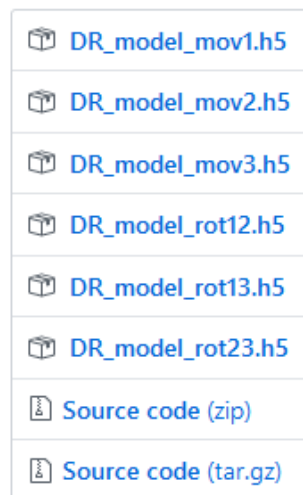 DR_model_mov1.h5
DR_model_mov2.h5
DR_model_mov3.h5
DR_model_rot12.h5
DR_model_rot13.h5
DR_model_rot23.h5
Source code (zip)
Source code (tar.gz)